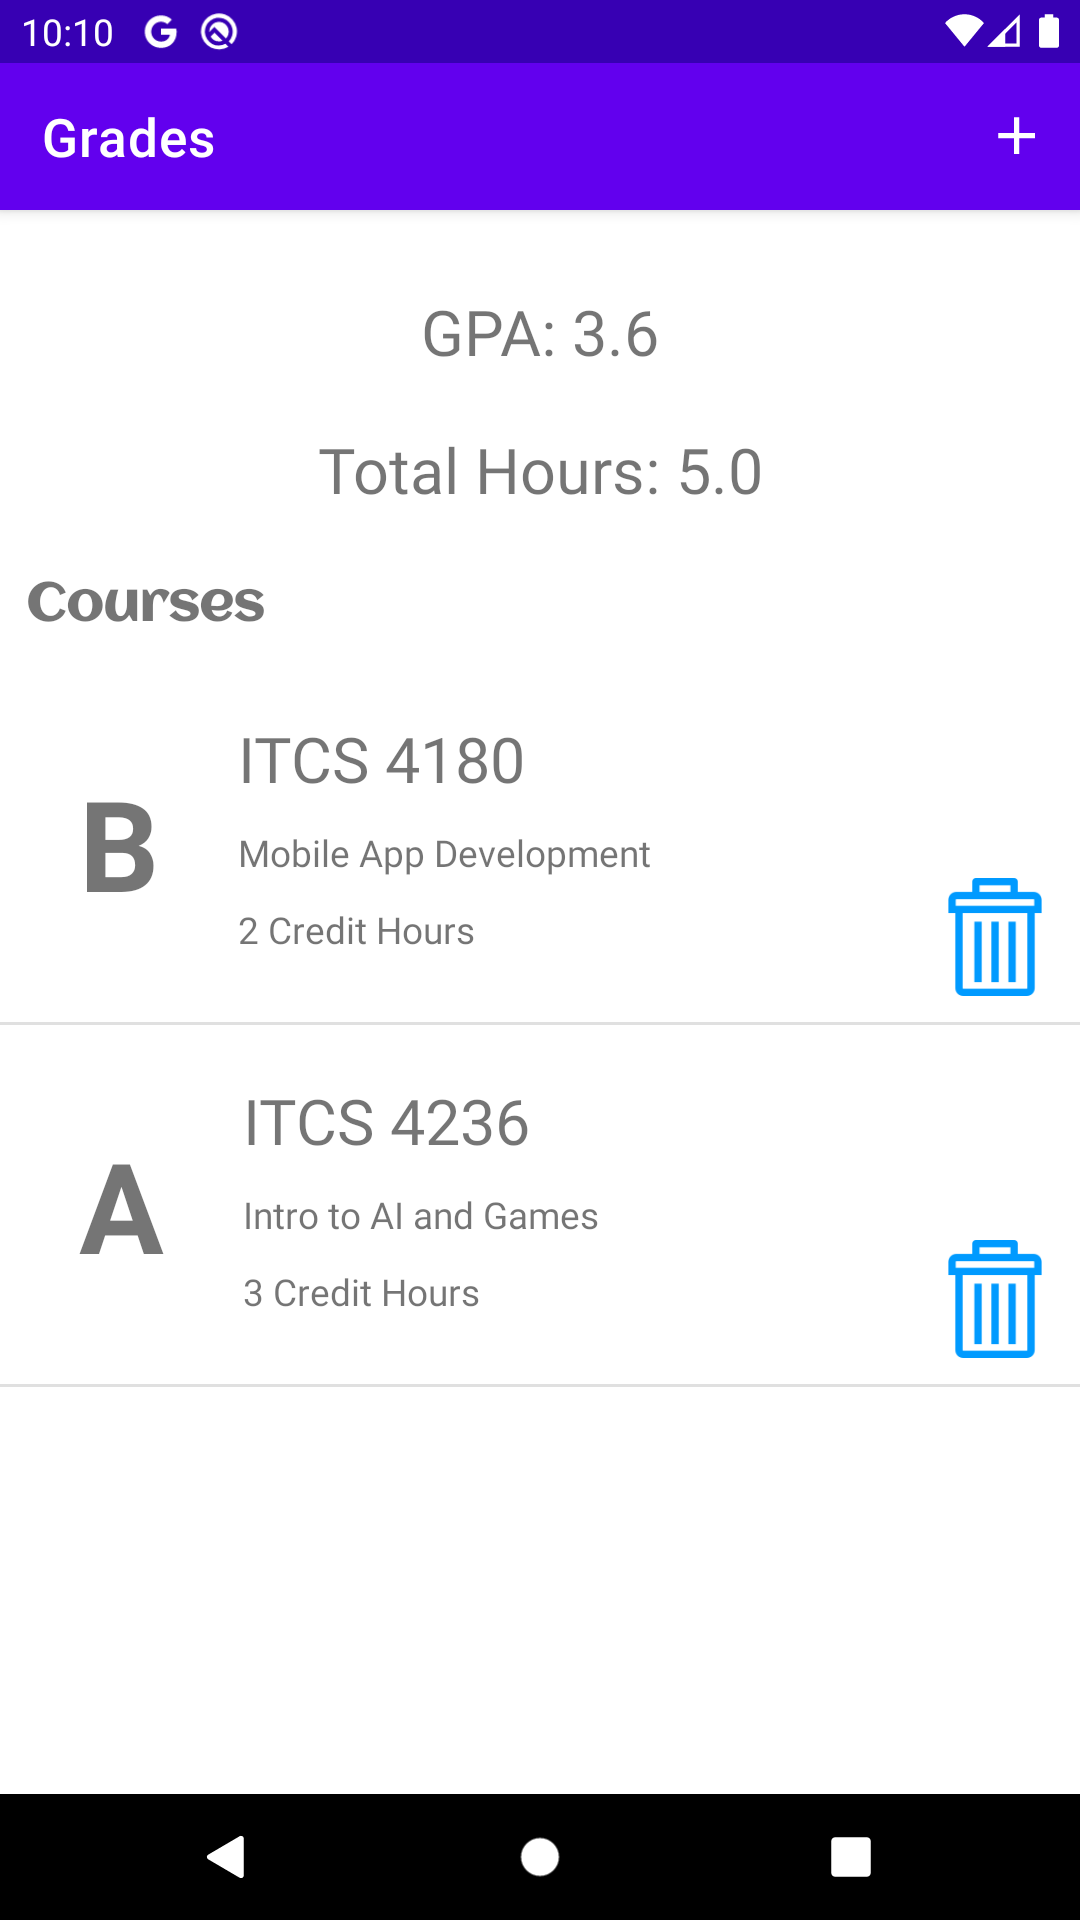 10:10
Grades
GPA: 3.6
Total Hours: 5.0
Courses
ITCS 4180
B
Mobile App Development
2 Credit Hours
ITCS 4236
A
Intro to AI and Games
3 Credit Hours